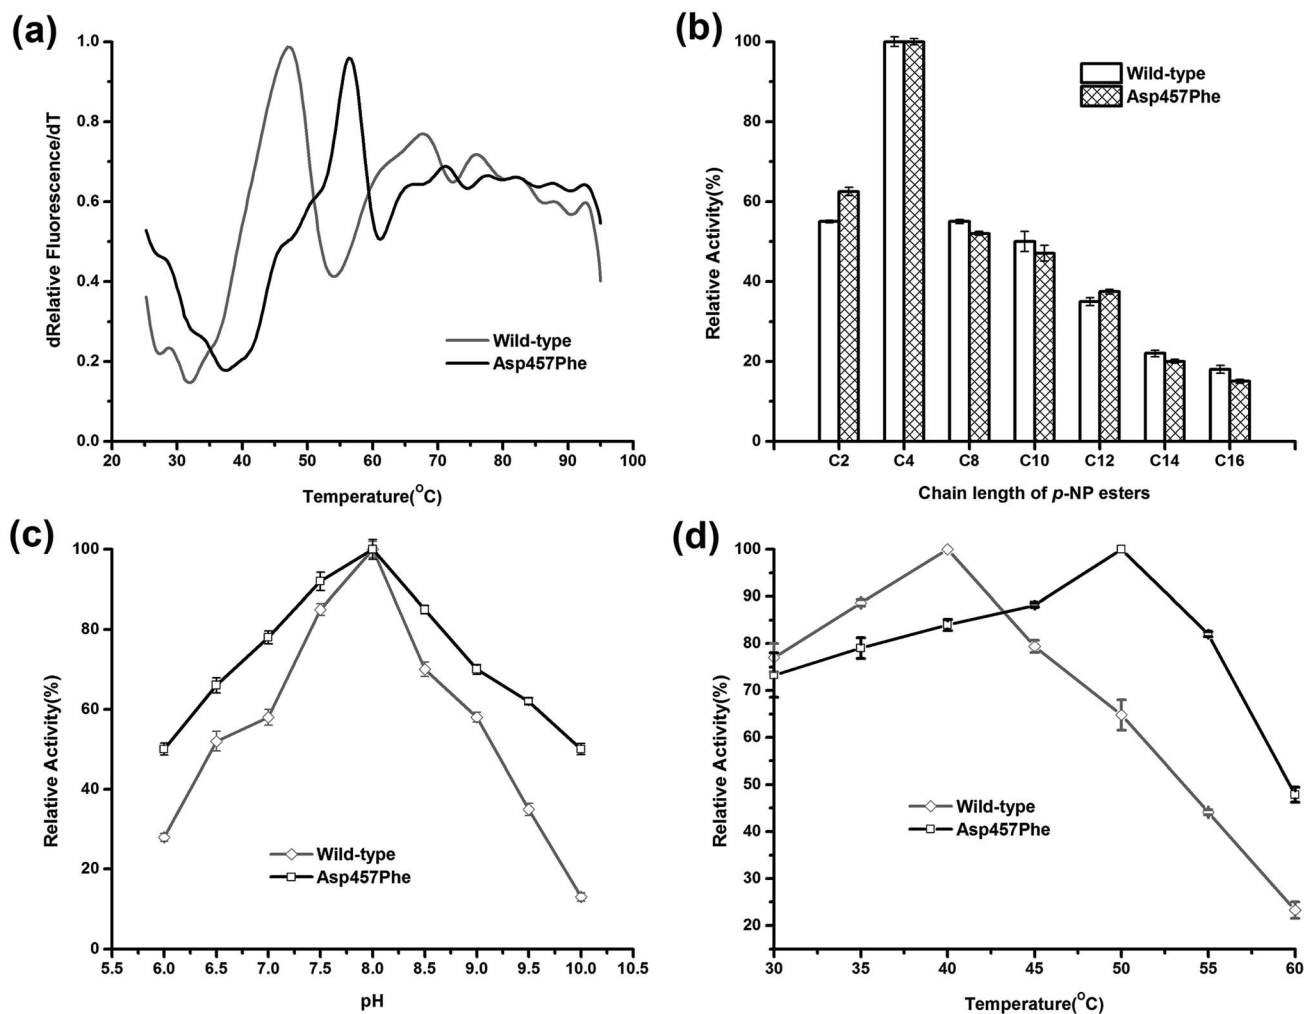 (a)
1.0
0.8
0.6
0.4
0.2
0.0
dRelative Fluorescence/dT
Wild-type
Asp457Phe
20 30 40 50 60 70 80 90 100
Temperature(°C)
(b)
100
80
60
40
20
0
Relative Activity(%)
Wild-type
Asp457Phe
C2 C4 C8 C10 C12 C14 C16
Chain length of p-NP esters
(c)
100
80
60
40
20
0
Relative Activity(%)
Wild-type
Asp457Phe
5.5 6.0 6.5 7.0 7.5 8.0 8.5 9.0 9.5 10.0 10.5
pH
(d)
100
90
80
70
60
50
40
30
20
Relative Activity(%)
Wild-type
Asp457Phe
30 35 40 45 50 55 60
Temperature(°C)